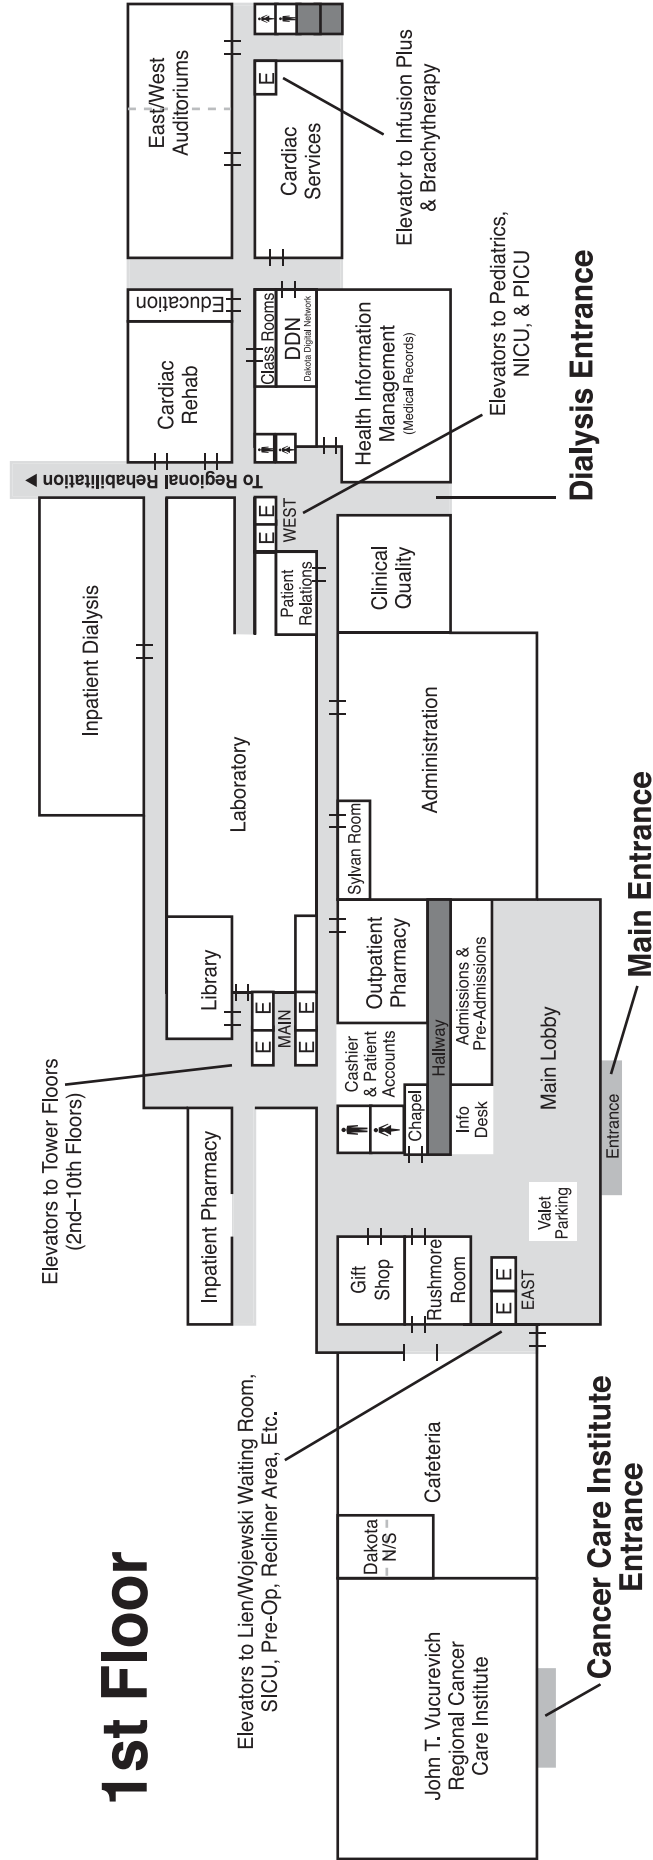 1st Floor
Elevators to Tower Floors
(2nd–10th Floors)
Elevators to Lien/Wojewski Waiting Room,
SICU, Pre-Op, Recliner Area, Etc.
Inpatient Pharmacy
Inpatient Dialysis
To Regional Rehabilitation
Library
Laboratory
E E
MAIN
E E
Patient
Relations
E E
WEST
Cardiac
Rehab
Education
East/West
Auditoriums
Class Rooms
DDN
Dakota Digital Network
Health Information
Management
(Medical Records)
Cardiac
Services
E
Elevator to Infusion Plus
& Brachytherapy
Elevators to Pediatrics,
NICU, & PICU
Dialysis Entrance
Clinical
Quality
Administration
Sylvan Room
Outpatient
Pharmacy
Cashier
& Patient
Accounts
Chapel
Hallway
Admissions &
Pre-Admissions
Info
Desk
Main Lobby
Entrance
Main Entrance
Valet
Parking
Gift
Shop
Rushmore
Room
E E
EAST
Cafeteria
Dakota
N/S
John T. Vucurevich
Regional Cancer
Care Institute
Cancer Care Institute
Entrance